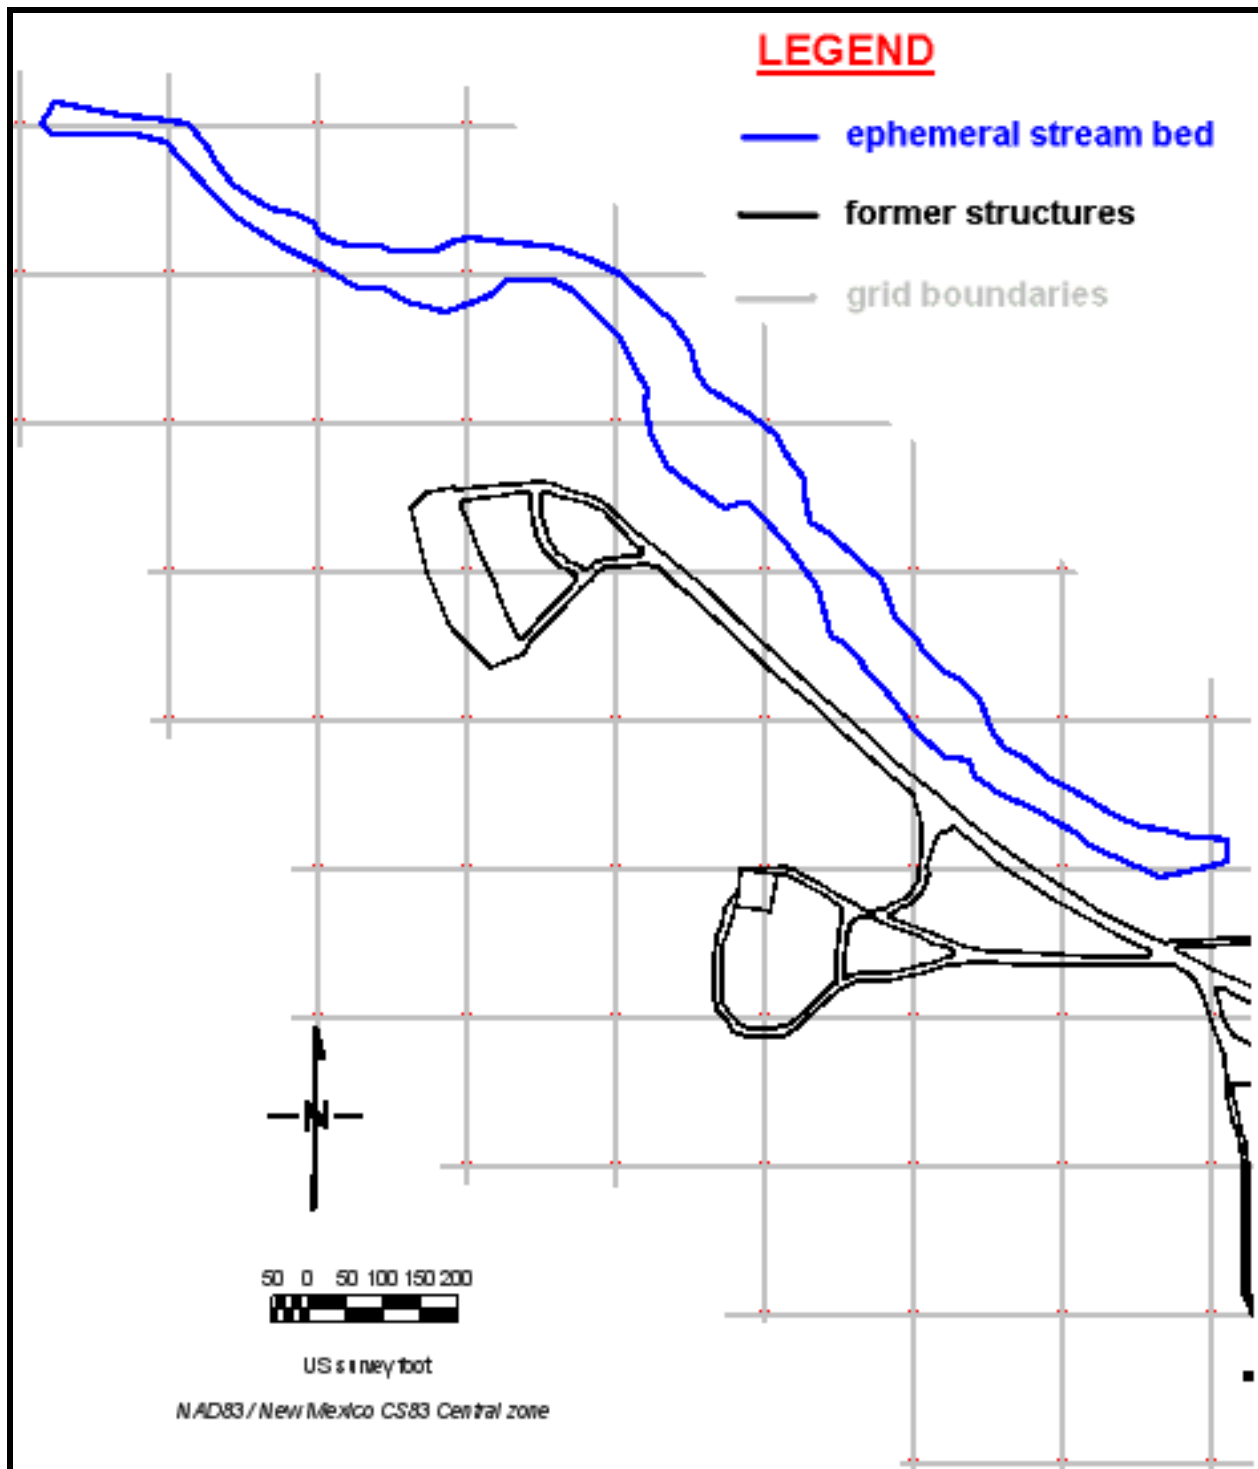 LEGEND
ephemeral stream bed
former structures
grid boundaries
N
50 0 50 100 150 200
US survey foot
NAD83 / New Mexico CS83 Central zone